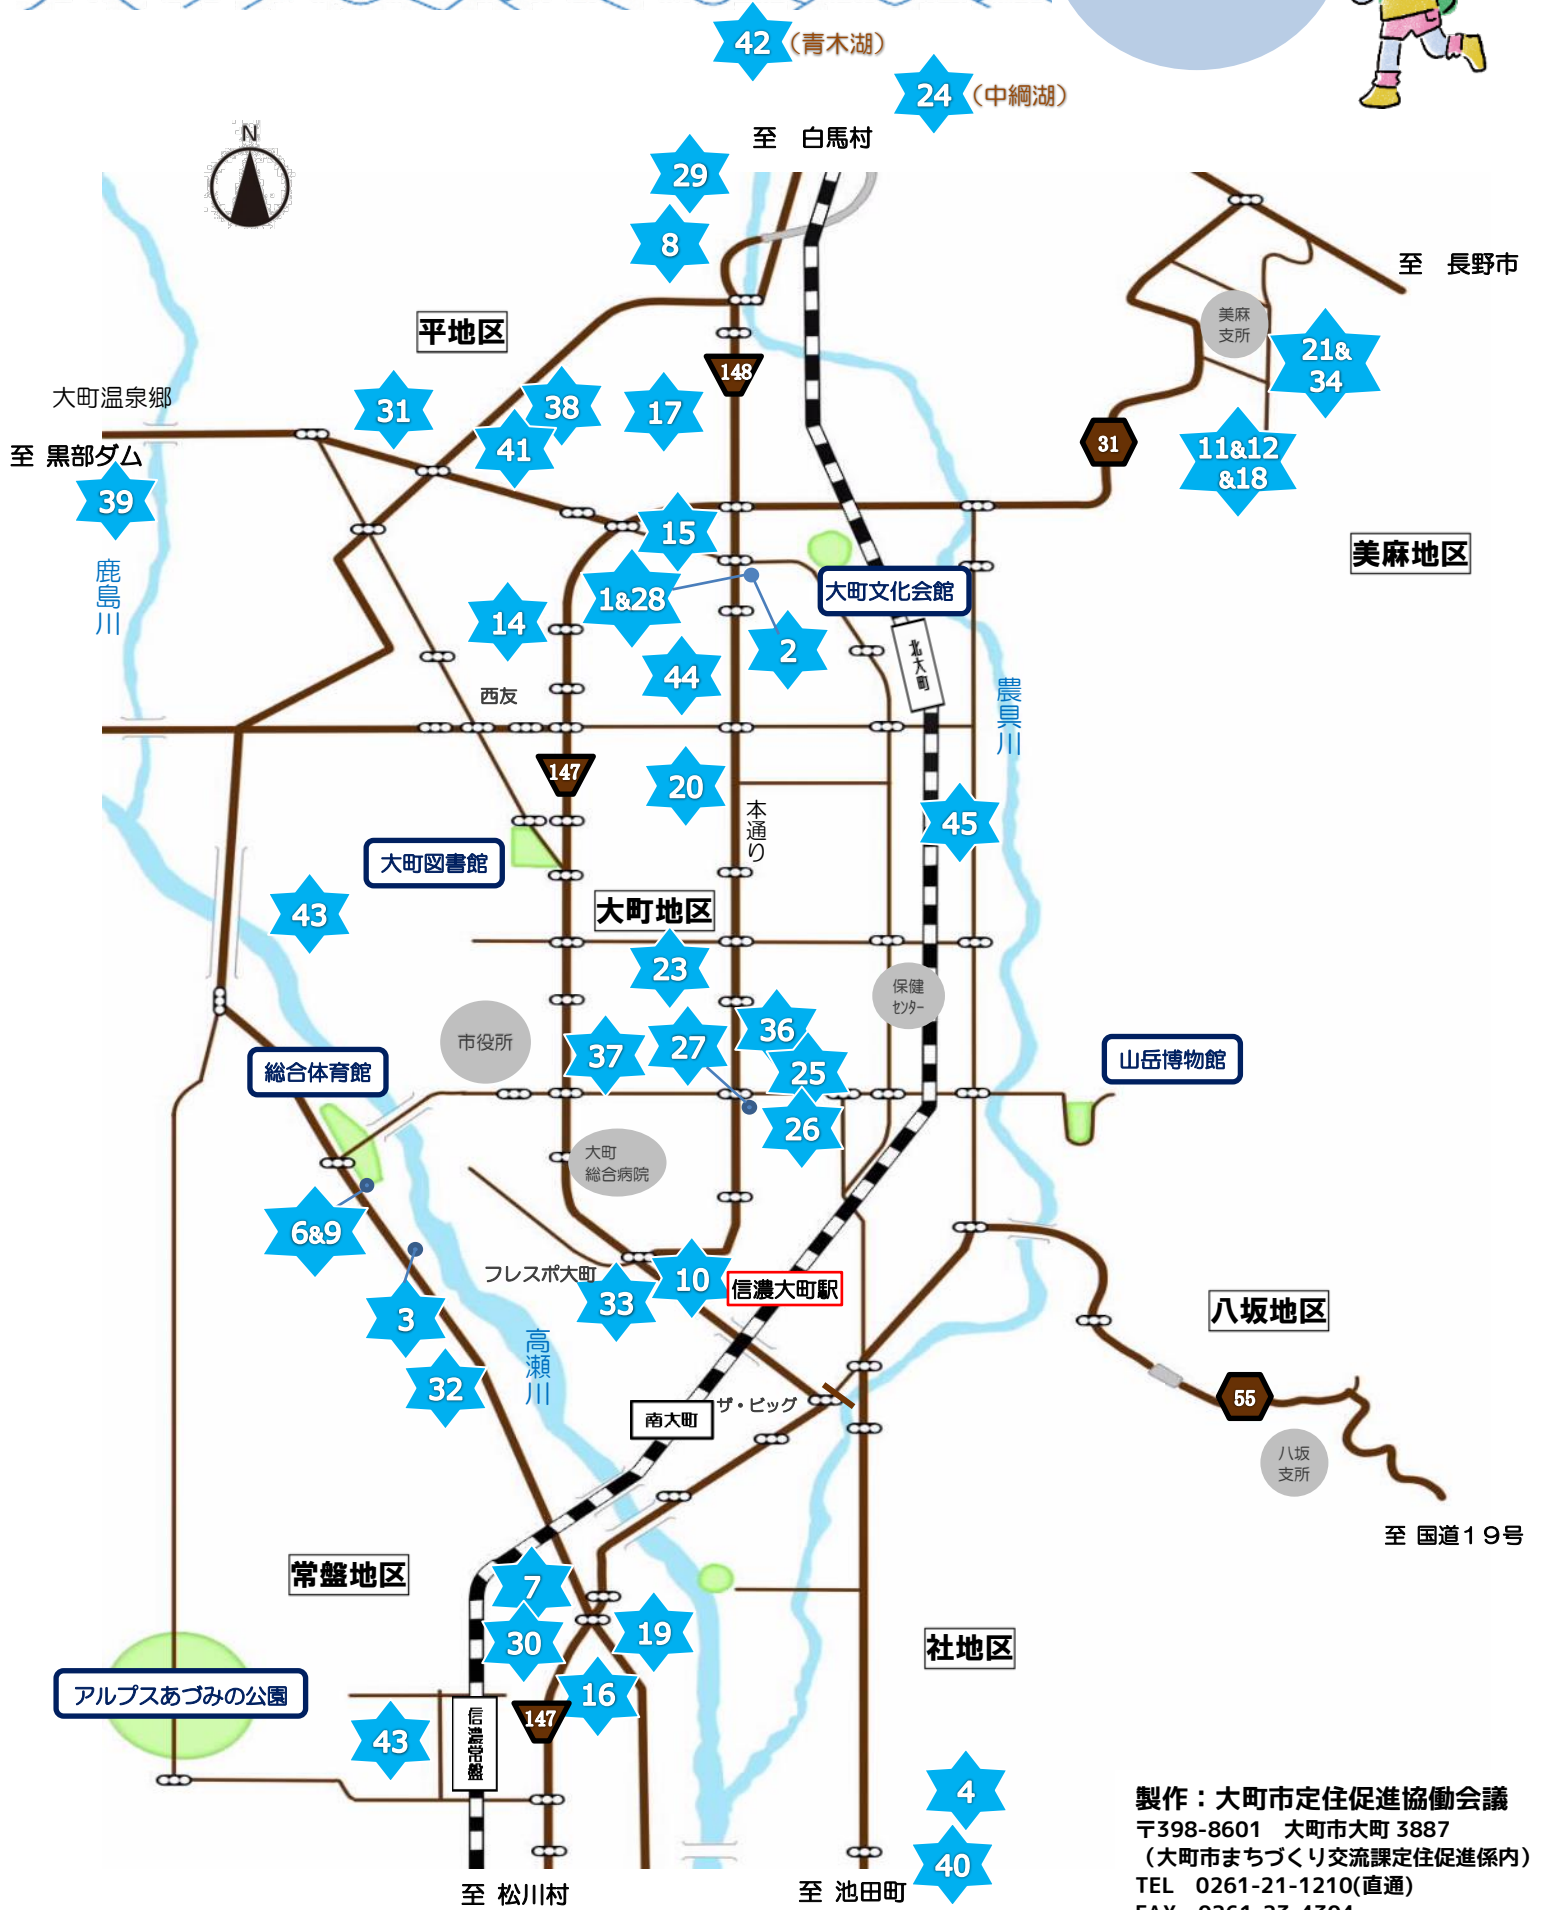 42
（青木湖）
24
（中綱湖）
N
至　白馬村
29
8
至　長野市
美麻
支所
平地区
21&
34
148
大町温泉郷
31
38
17
41
31
11&12
&18
至 黒部ダム
39
15
美麻地区
鹿島川
1&28
大町文化会館
14
2
北大町
44
西友
農具川
147
20
本通り
45
大町図書館
43
大町地区
23
保健
ｾﾝﾀｰ
36
市役所
37
27
25
総合体育館
山岳博物館
26
大町
総合病院
6&9
フレスポ大町
10
信濃大町駅
33
3
八坂地区
高瀬川
32
55
ザ・ビッグ
南大町
八坂
支所
至 国道１９号
常盤地区
7
30
19
社地区
アルプスあづみの公園
16
147
信濃常盤
43
4
40
至 松川村
至 池田町
製作：大町市定住促進協働会議
〒398-8601　大町市大町 3887
（大町市まちづくり交流課定住促進係内）
TEL　0261-21-1210(直通)